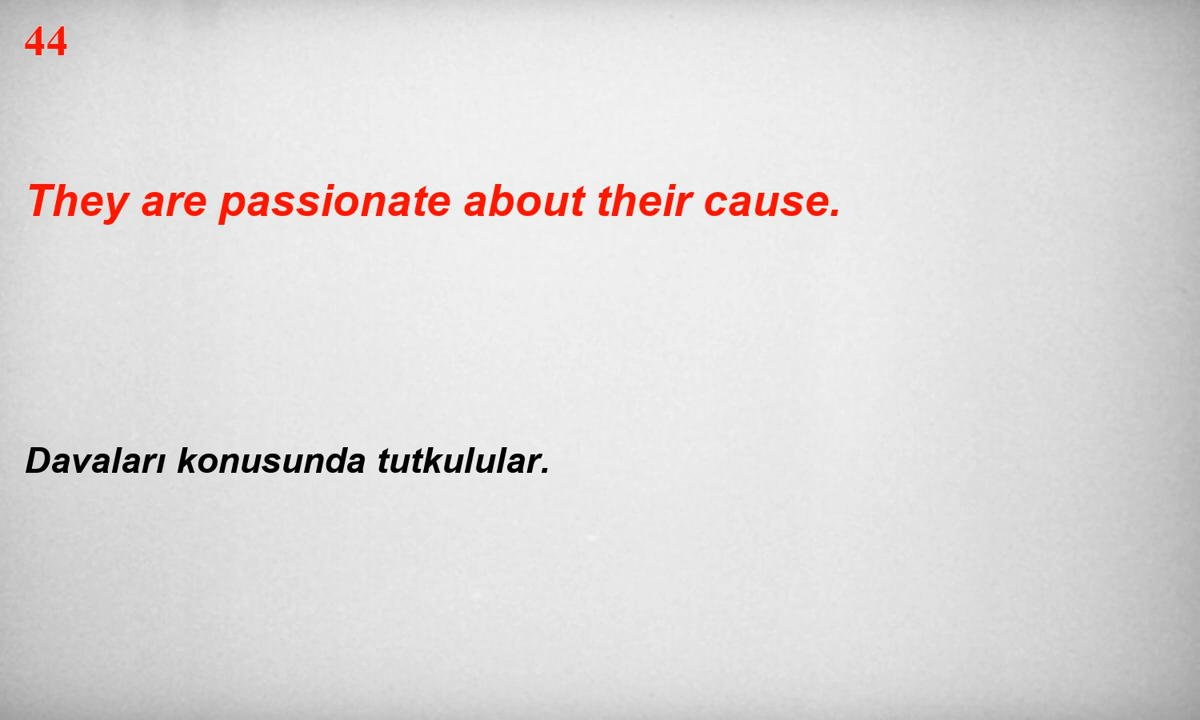 44
They are passionate about their cause.
Davaları konusunda tutkulular.